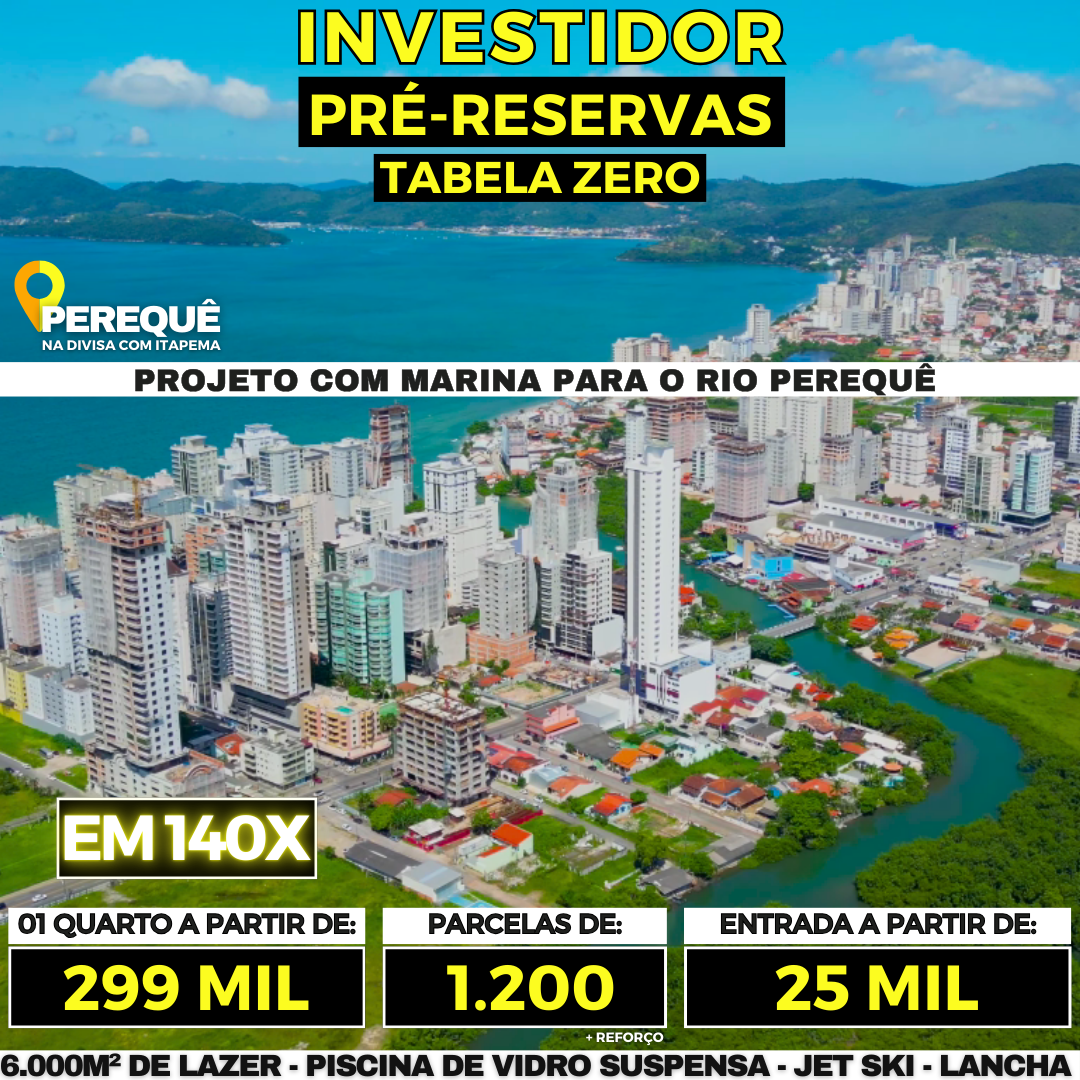 INVESTIDOR
PRÉ-RESERVAS
TABELA ZERO
PEREQUÊ
NA DIVISA COM ITAPEMA
PROJETO COM MARINA PARA O RIO PEREQUÊ
EM 140X
01 QUARTO A PARTIR DE:
299 MIL
PARCELAS DE:
1.200
+ REFORÇO
ENTRADA A PARTIR DE:
25 MIL
6.000M² DE LAZER - PISCINA DE VIDRO SUSPENSA - JET SKI - LANCHA